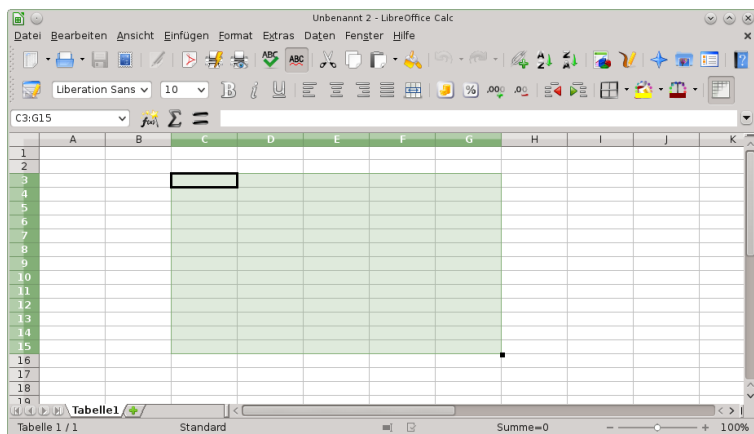 Unbenannt 2 - LibreOffice Calc
Datei Bearbeiten Ansicht Einfügen Format Extras Daten Fenster Hilfe
ABC ABC
Liberation Sans 10
C3:G15
A B C D E F G H I J K
1
2
3
4
5
6
7
8
9
10
11
12
13
14
15
16
17
18
19
Tabelle1
Tabelle 1 / 1 Standard Summe=0 100%